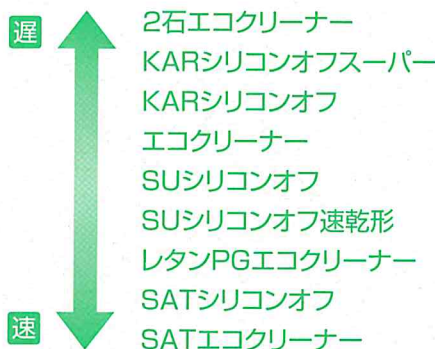 遅
2石エコクリーナー
KARシリコンオフスーパー
KARシリコンオフ
エコクリーナー
SUシリコンオフ
SUシリコンオフ速乾形
レタンPGエコクリーナー
SATシリコンオフ
速
SATエコクリーナー